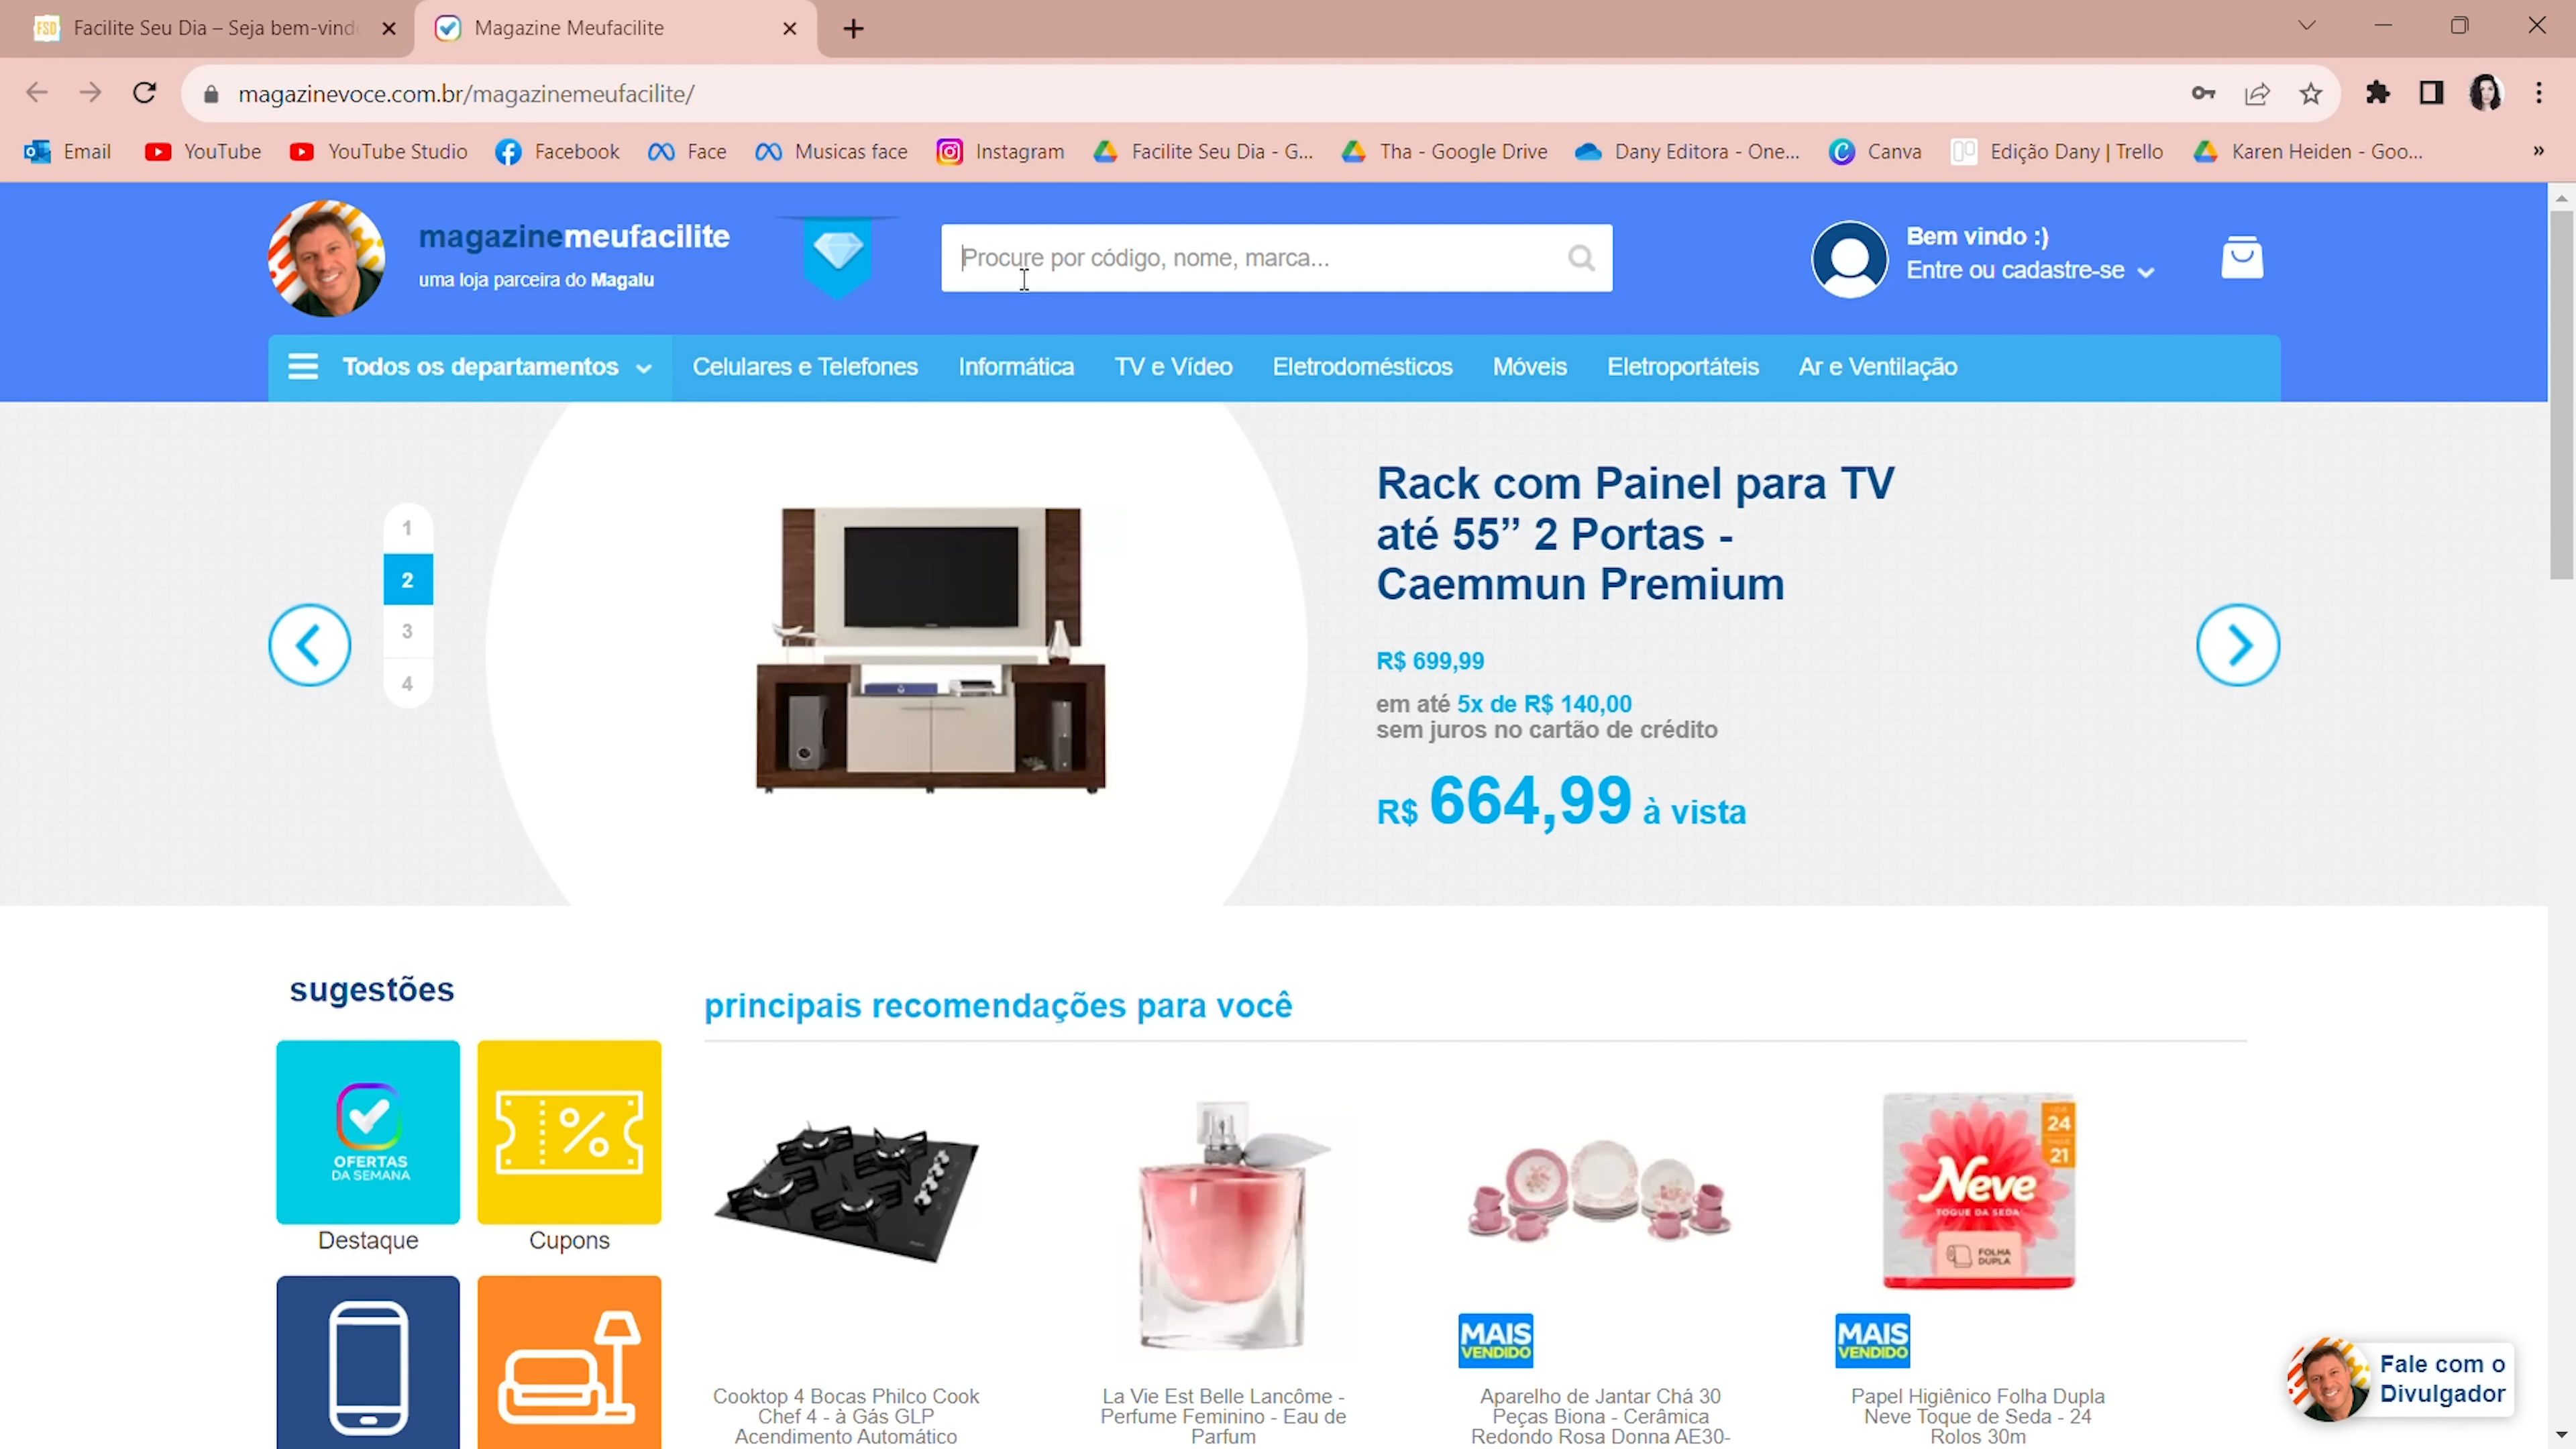 FSD Facilite Seu Dia – Seja bem-vind
Magazine Meufacilite
magazinevoce.com.br/magazinemeufacilite/
Email
YouTube
YouTube Studio
Facebook
Face
Musicas face
Instagram
Facilite Seu Dia - G...
Tha - Google Drive
Dany Editora - One...
Canva
Edição Dany | Trello
Karen Heiden - Goo...
»
magazinemeufacilite
uma loja parceira do Magalu
Procure por código, nome, marca...
Bem vindo :)
Entre ou cadastre-se
Todos os departamentos
Celulares e Telefones
Informática
TV e Vídeo
Eletrodomésticos
Móveis
Eletroportáteis
Ar e Ventilação
1
2
3
4
Rack com Painel para TV
até 55” 2 Portas -
Caemmun Premium
R$ 699,99
em até 5x de R$ 140,00
sem juros no cartão de crédito
R$ 664,99 à vista
sugestões
OFERTAS
DA SEMANA
Destaque
%
Cupons
principais recomendações para você
Cooktop 4 Bocas Philco Cook
Chef 4 - à Gás GLP
Acendimento Automático
La Vie Est Belle Lancôme -
Perfume Feminino - Eau de
Parfum
MAIS
VENDIDO
Aparelho de Jantar Chá 30
Peças Biona - Cerâmica
Redondo Rosa Donna AE30-
24
21
Neve
TOQUE DA SEDA
FOLHA
DUPLA
MAIS
VENDIDO
Papel Higiênico Folha Dupla
Neve Toque de Seda - 24
Rolos 30m
Fale com o
Divulgador